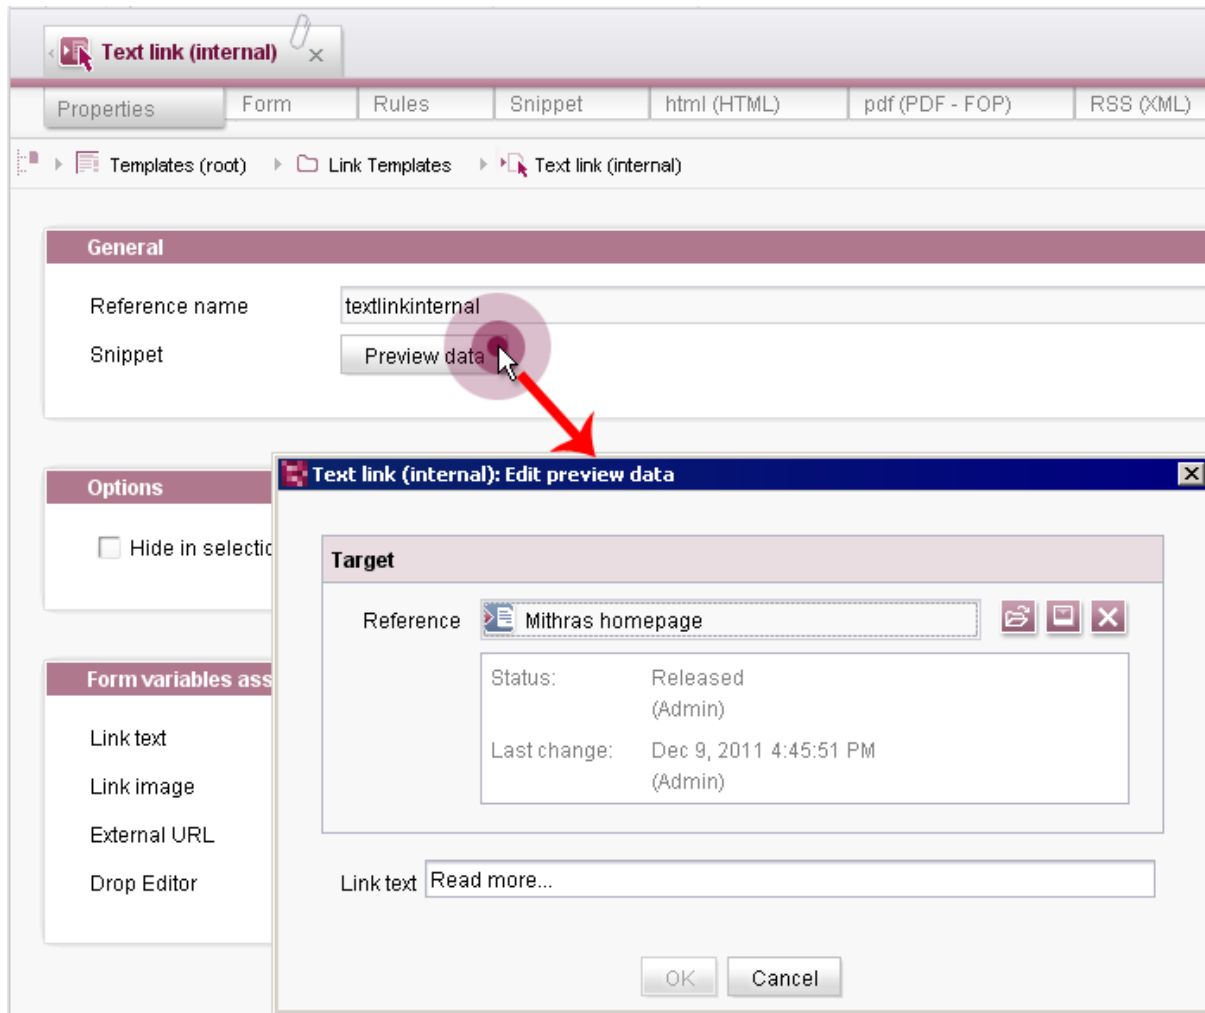 Text link (internal)
Properties Form Rules Snippet html (HTML) pdf (PDF - FOP) RSS (XML)
Templates (root) Link Templates Text link (internal)
General
Reference name textlinkinternal
Snippet Preview data
Text link (internal): Edit preview data
Options
Hide in
Target
Reference Mithras homepage
Status: Released
(Admin)
Last change: Dec 9, 2011 4:45:51 PM
(Admin)
Form variables
Link text
Link image
External URL
Drop Editor
Link text Read more...
OK Cancel